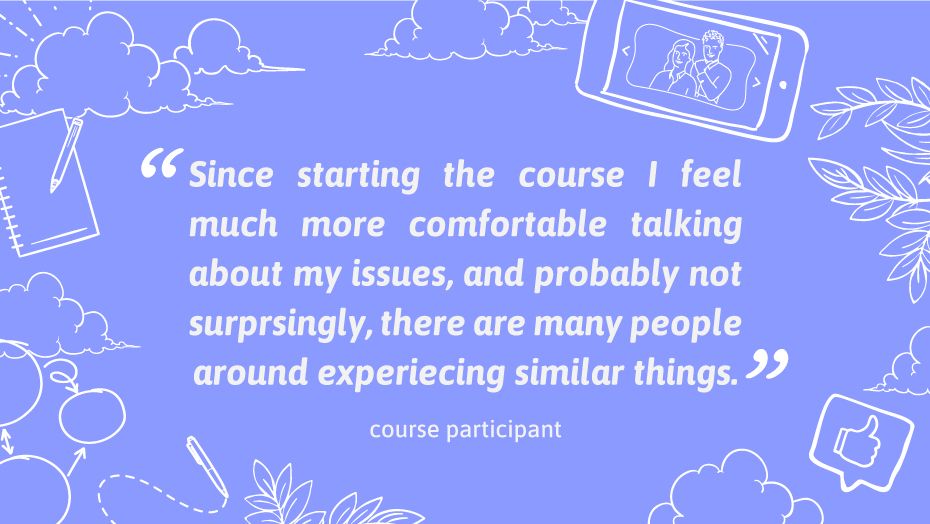 “Since starting the course I feel
much more comfortable talking
about my issues, and probably not
surprsingly, there are many people
around experiecing similar things.”
course participant